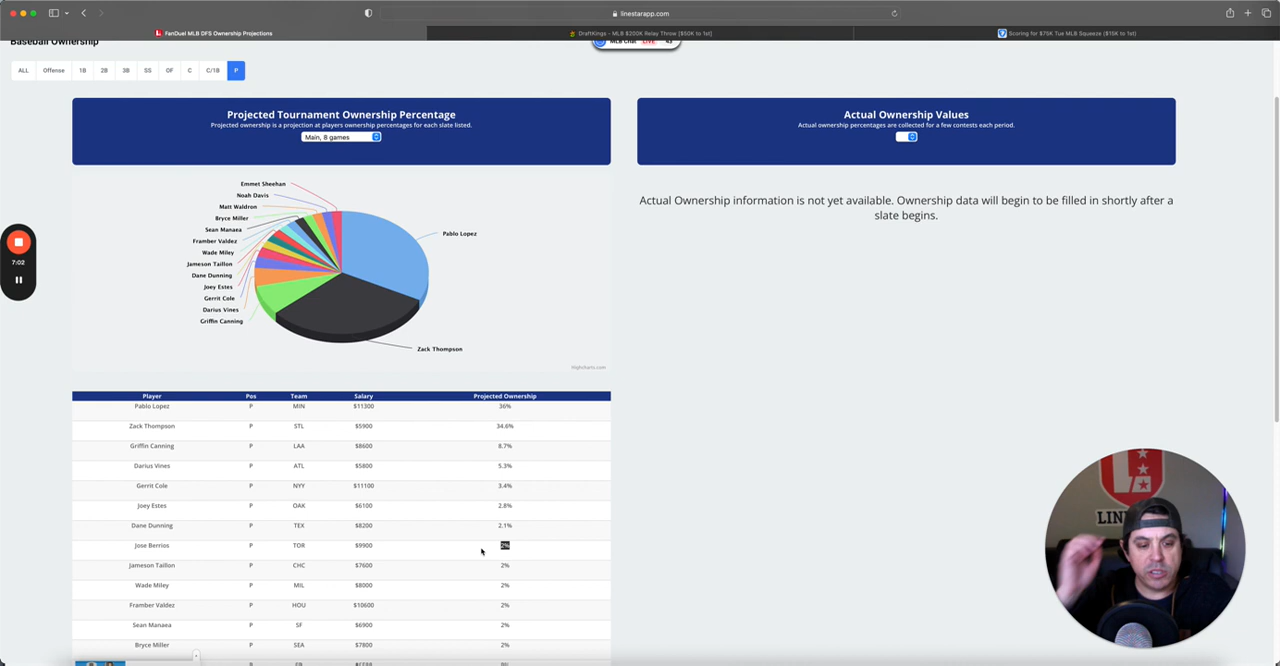 linestarapp.com
FanDuel MLB DFS Ownership Projections
DraftKings - MLB $200K Relay Throw ($50K to 1st)
Scoring for $75K Tue MLB Squeeze ($15K to 1st)
Baseball Ownership
MLB Chat LIVE 43
ALL Offense 1B 2B 3B SS OF C C/1B P
Projected Tournament Ownership Percentage
Projected ownership is a projection at players ownership percentages for each slate listed.
Main, 8 games
Actual Ownership Values
Actual ownership percentages are collected for a few contests each period.
Actual Ownership information is not yet available. Ownership data will begin to be filled in shortly after a
slate begins.
Emmet Sheehan
Noah Davis
Matt Waldron
Bryce Miller
Sean Manaea
Framber Valdez
Wade Miley
Jameson Taillon
Dane Dunning
Joey Estes
Gerrit Cole
Darius Vines
Griffin Canning
Pablo Lopez
Zack Thompson
Highcharts.com
7:02
Player Pos Team Salary Projected Ownership
Pablo Lopez P MIN $11300 36%
Zack Thompson P STL $5900 34.6%
Griffin Canning P LAA $8600 8.7%
Darius Vines P ATL $5800 5.3%
Gerrit Cole P NYY $11100 3.4%
Joey Estes P OAK $6100 2.8%
Dane Dunning P TEX $8200 2.1%
Jose Berrios P TOR $9900 2%
Jameson Taillon P CHC $7600 2%
Wade Miley P MIL $8000 2%
Framber Valdez P HOU $10600 2%
Sean Manaea P SF $6900 2%
Bryce Miller P SEA $7800 2%